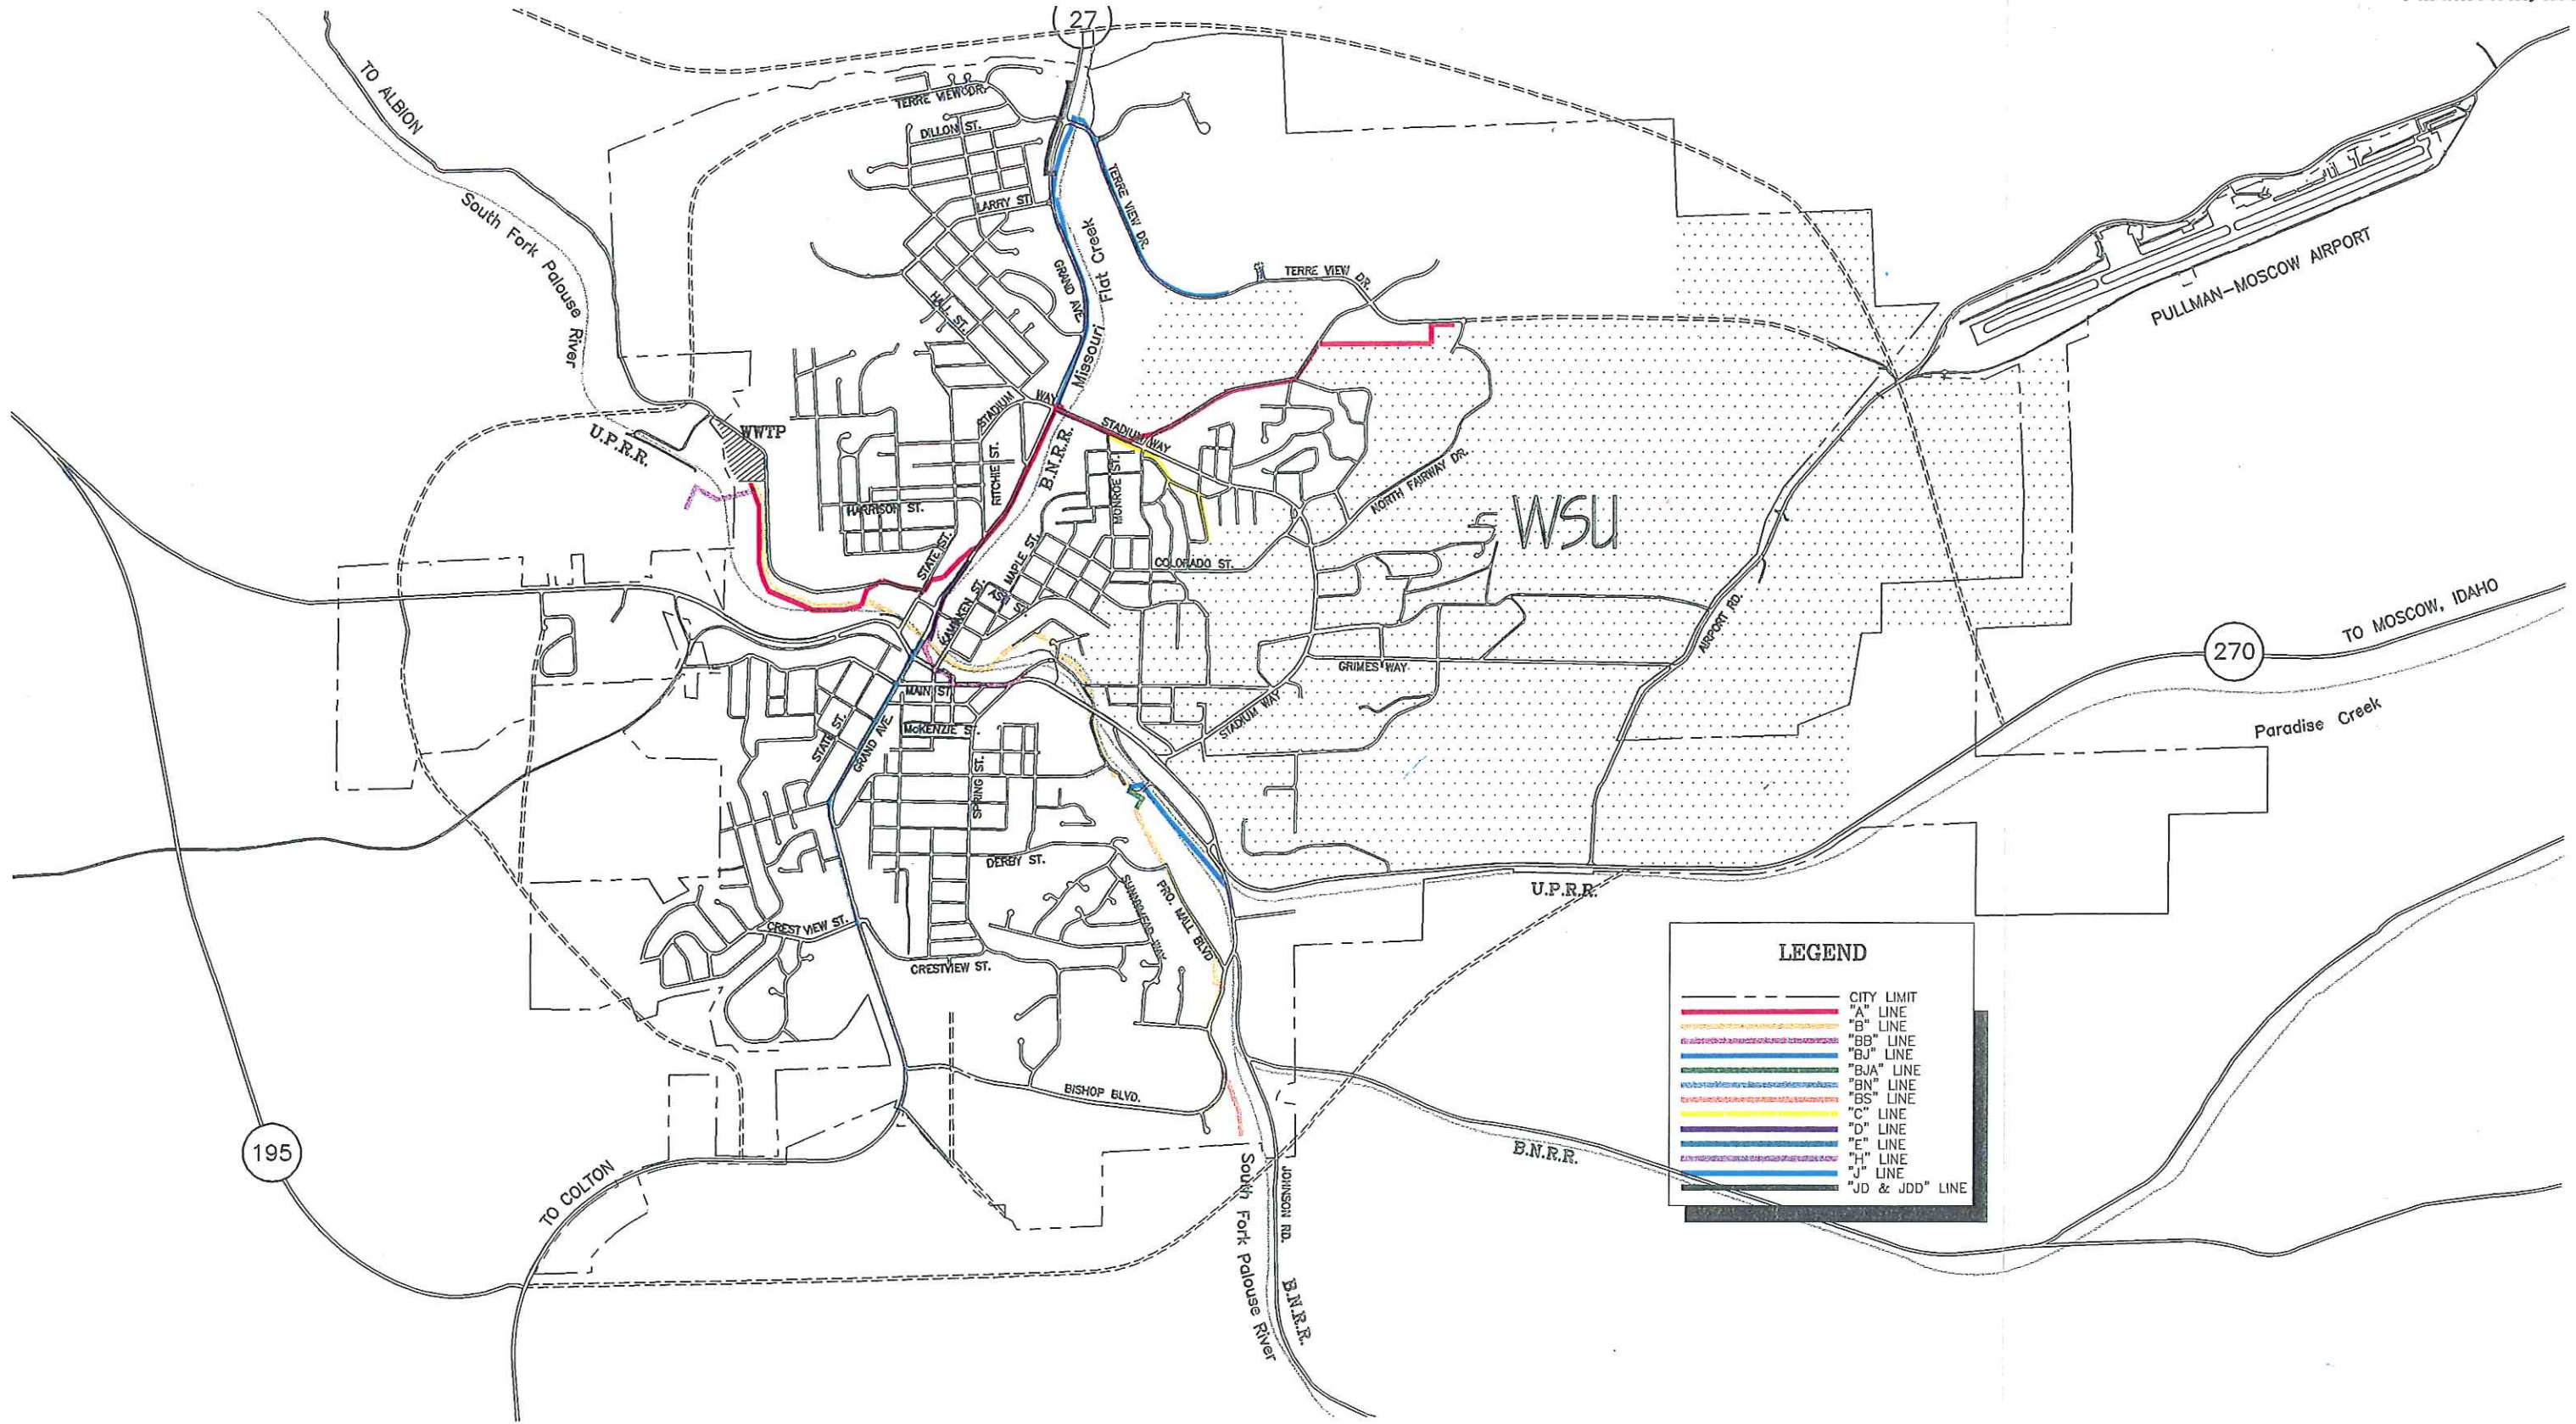 27
TO ALBION
TERRE VIEW DR.
DILLON ST.
LARRY ST.
TERRE VIEW DR.
South Fork Palouse River
Flat Creek
GRAND AVE.
HALL ST.
TERRE VIEW DR.
PULLMAN-MOSCOW AIRPORT
Missouri
STADIUM WAY
STADIUM WAY
WWTP
U.P.R.R.
B.N.R.R.
RITCHIE ST.
MONROE ST.
NORTH FAIRWAY DR.
HARRISON ST.
WSU
STATE ST.
MAPLE ST.
COLORADO ST.
KAMIAKEN ST.
AIRPORT RD.
TO MOSCOW, IDAHO
270
GRIMES WAY
MAIN ST.
STADIUM WAY
Paradise Creek
STATE ST.
GRAND AVE.
McKENZIE ST.
SPRING ST.
DERBY ST.
PRO. MALL BLVD
U.P.R.R.
CREST VIEW ST.
CRESTVIEW ST.
BISHOP BLVD.
195
TO COLTON
South Fork Palouse River
JOHNSON RD.
B.N.R.R.
B.N.R.R.
LEGEND
CITY LIMIT
"A" LINE
"B" LINE
"BB" LINE
"BJ" LINE
"BJA" LINE
"BN" LINE
"BS" LINE
"C" LINE
"D" LINE
"E" LINE
"H" LINE
"J" LINE
"JD & JDD" LINE